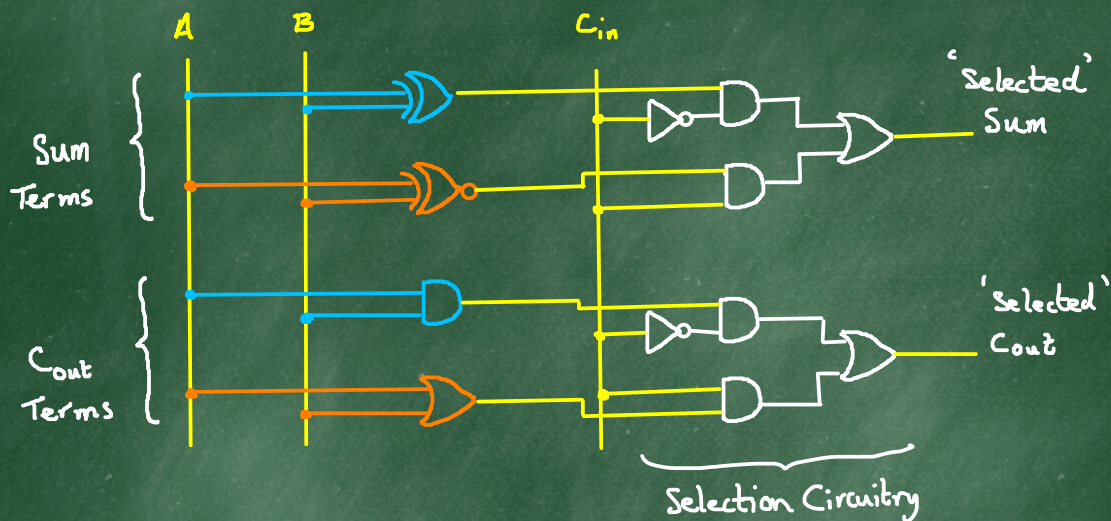 A
B
Cin
Sum
Terms
Cout
Terms
'Selected'
Sum
'Selected'
Cout
Selection Circuitry